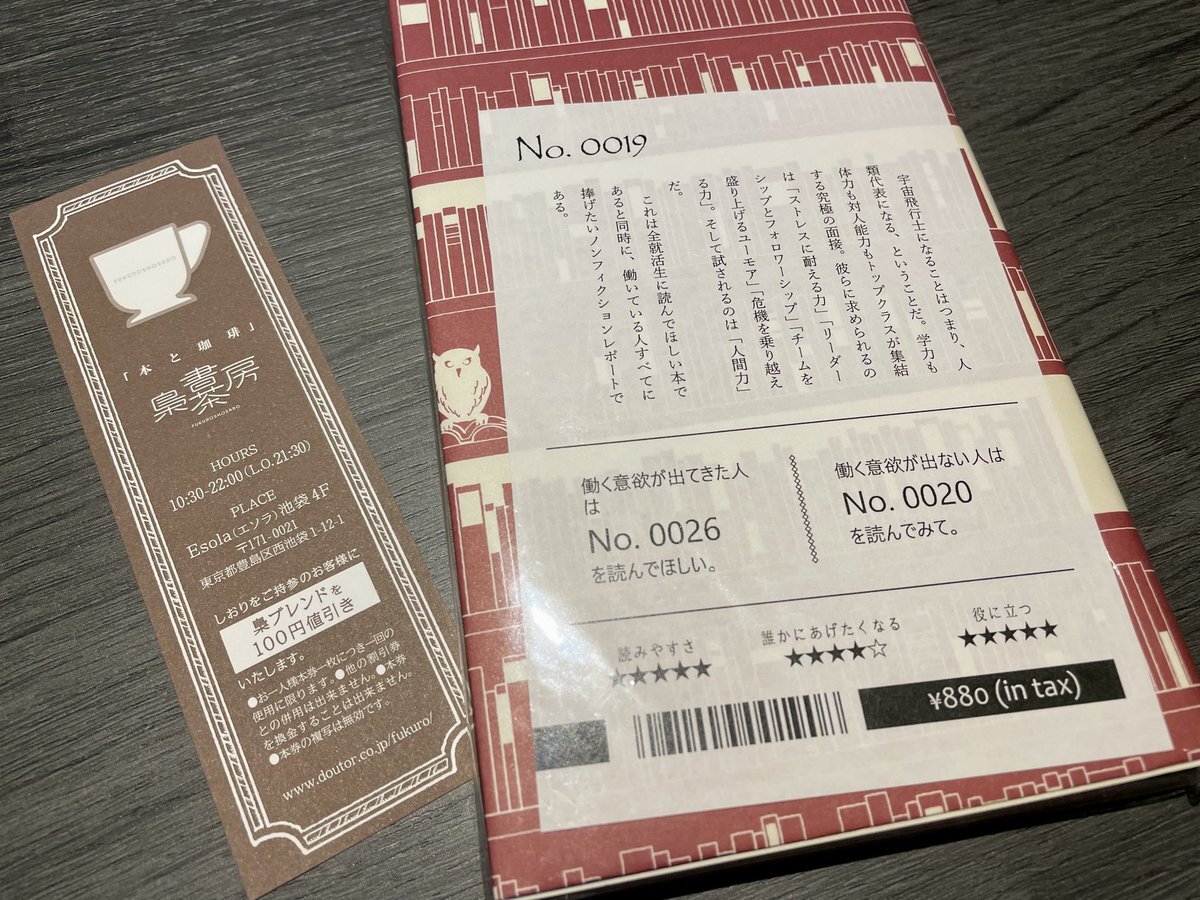 FUKUROSHOSABO
「本と珈琲」
梟書茶房
FUKUROSHOSABO
HOURS
10:30-22:00(L.O.21:30)
PLACE
Esola(エソラ)池袋 4F
〒171-0021
東京都豊島区西池袋1-12-1
しおりをご持参のお客様に
梟ブレンドを
100円値引き
いたします。
●お一人様本券一枚につき一回の
使用に限ります。●他の割引券
との併用は出来ません。●本券
を換金することは出来ません。
●本券の複写は無効です。
www.doutor.co.jp/fukuro/
No. 0019
宇宙飛行士になることはつまり、人
類代表になる、ということだ。学力も
体力も対人能力もトップクラスが集結
する究極の面接。彼らに求められるの
は「ストレスに耐える力」「リーダー
シップとフォロワーシップ」「チームを
盛り上げるユーモア」「危機を乗り越え
る力」。そして試されるのは「人間力」
だ。
これは全就活生に読んでほしい本で
あると同時に、働いている人すべてに
捧げたいノンフィクションレポートで
ある。
働く意欲が出てきた人
は
No. 0026
を読んでほしい。
働く意欲が出ない人は
No. 0020
を読んでみて。
読みやすさ
★★★★★
誰かにあげたくなる
★★★★☆
役に立つ
★★★★★
¥880 (in tax)